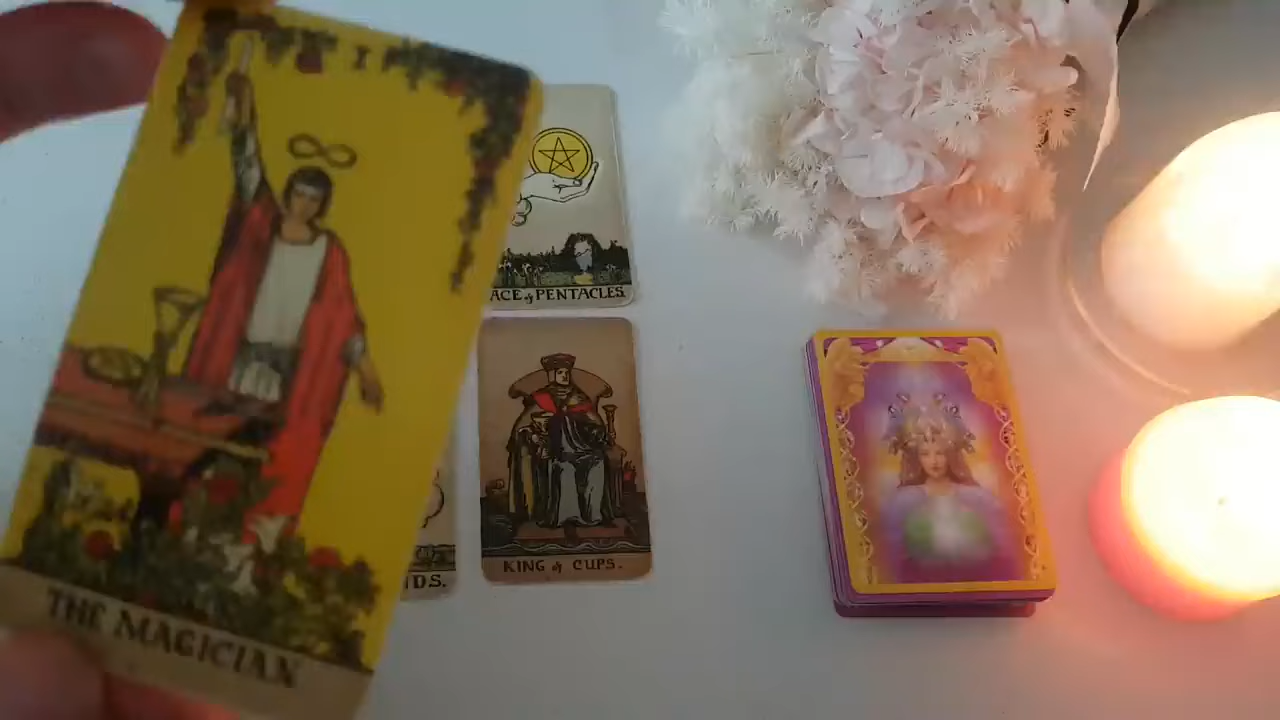 I
THE MAGICIAN
ACE of PENTACLES
KING of CUPS.